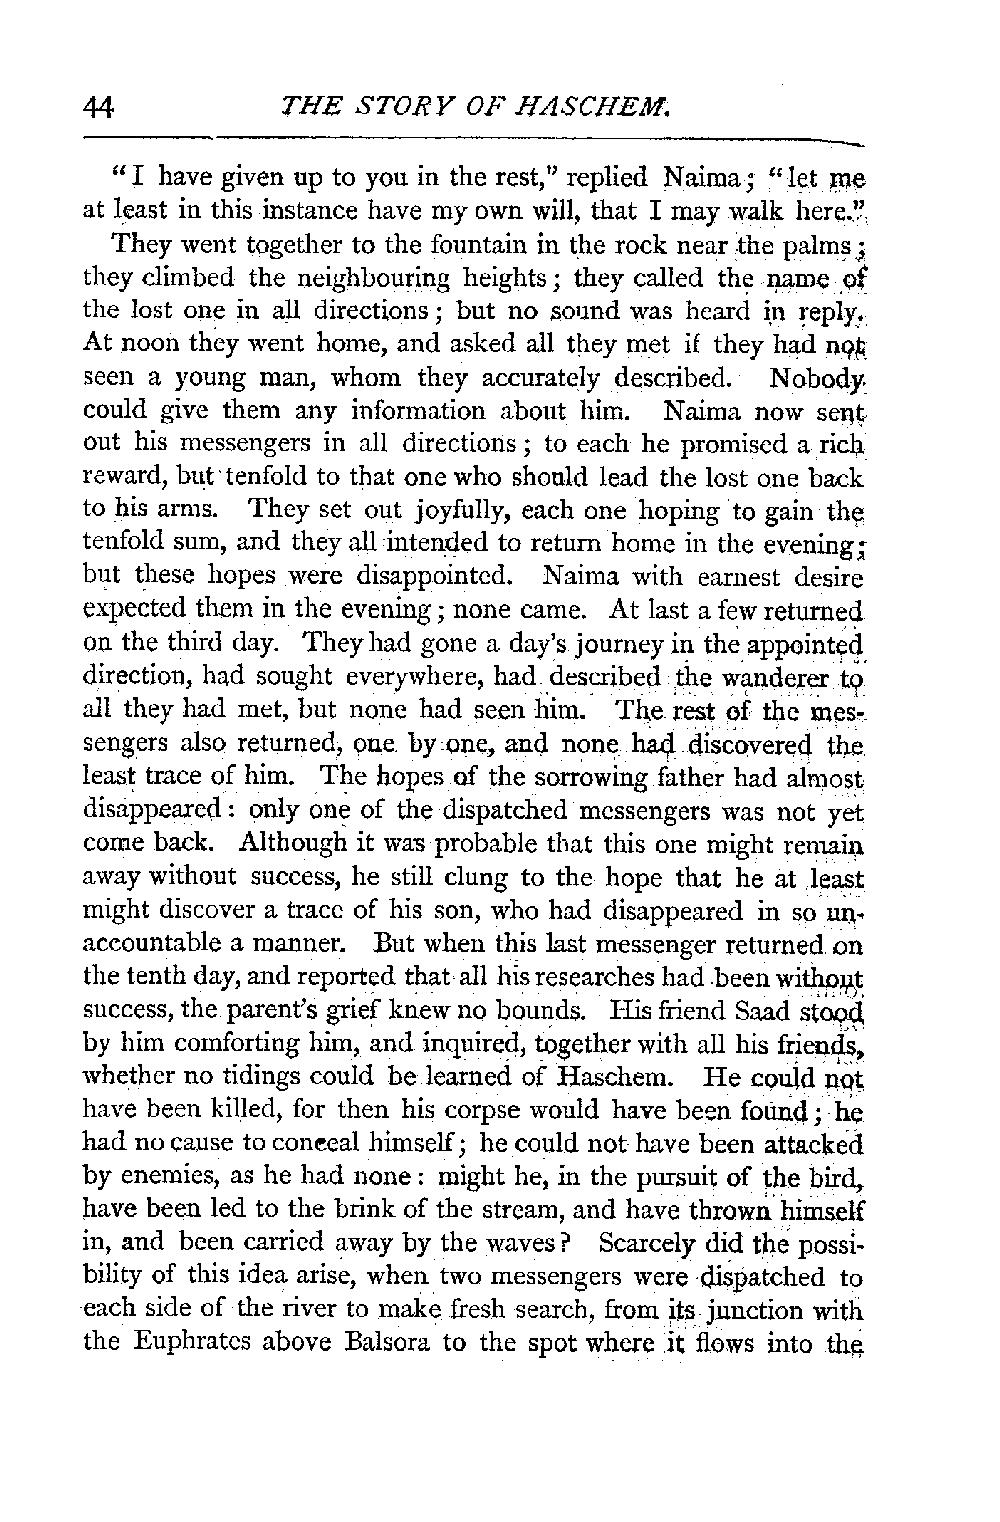 44 THE STORY OF HASCHEM.
"I have given up to you in the rest," replied Naima; "let me
at least in this instance have my own will, that I may walk here."
They went together to the fountain in the rock near the palms;
they climbed the neighbouring heights; they called the name of
the lost one in all directions; but no sound was heard in reply.
At noon they went home, and asked all they met if they had not
seen a young man, whom they accurately described. Nobody
could give them any information about him. Naima now sent
out his messengers in all directions; to each he promised a rich
reward, but tenfold to that one who should lead the lost one back
to his arms. They set out joyfully, each one hoping to gain the
tenfold sum, and they all intended to return home in the evening;
but these hopes were disappointed. Naima with earnest desire
expected them in the evening; none came. At last a few returned
on the third day. They had gone a day's journey in the appointed
direction, had sought everywhere, had described the wanderer to
all they had met, but none had seen him. The rest of the mes-
sengers also returned, one by one, and none had discovered the
least trace of him. The hopes of the sorrowing father had almost
disappeared: only one of the dispatched messengers was not yet
come back. Although it was probable that this one might remain
away without success, he still clung to the hope that he at least
might discover a trace of his son, who had disappeared in so un-
accountable a manner. But when this last messenger returned on
the tenth day, and reported that all his researches had been without
success, the parent's grief knew no bounds. His friend Saad stood
by him comforting him, and inquired, together with all his friends,
whether no tidings could be learned of Haschem. He could not
have been killed, for then his corpse would have been found; he
had no cause to conceal himself; he could not have been attacked
by enemies, as he had none: might he, in the pursuit of the bird,
have been led to the brink of the stream, and have thrown himself
in, and been carried away by the waves? Scarcely did the possi-
bility of this idea arise, when two messengers were dispatched to
each side of the river to make fresh search, from its junction with
the Euphrates above Balsora to the spot where it flows into the